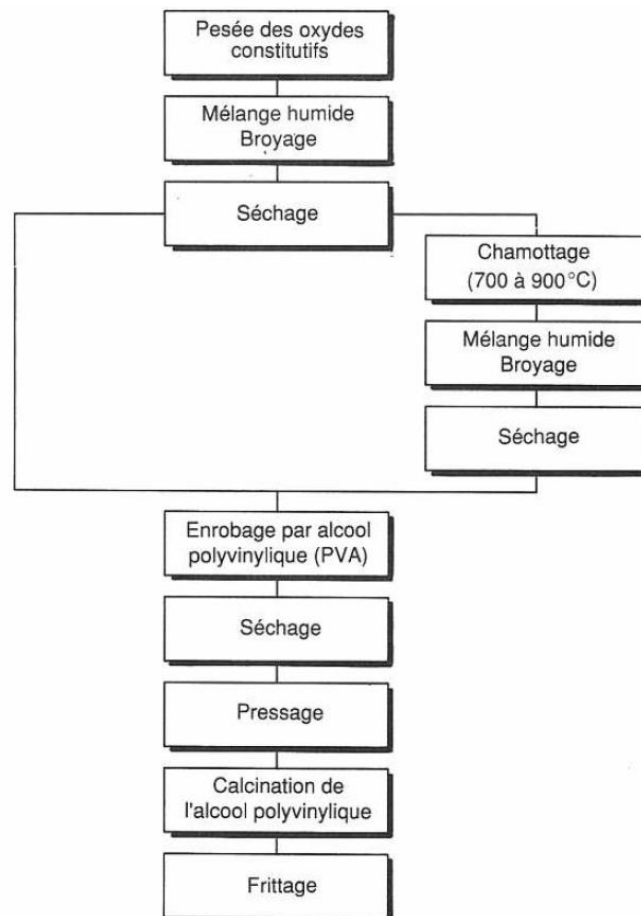 Pesée des oxydes
constitutifs
Mélange humide
Broyage
Séchage
Chamottage
(700 à 900°C)
Mélange humide
Broyage
Séchage
Enrobage par alcool
polyvinylique (PVA)
Séchage
Pressage
Calcination de
l'alcool polyvinylique
Frittage